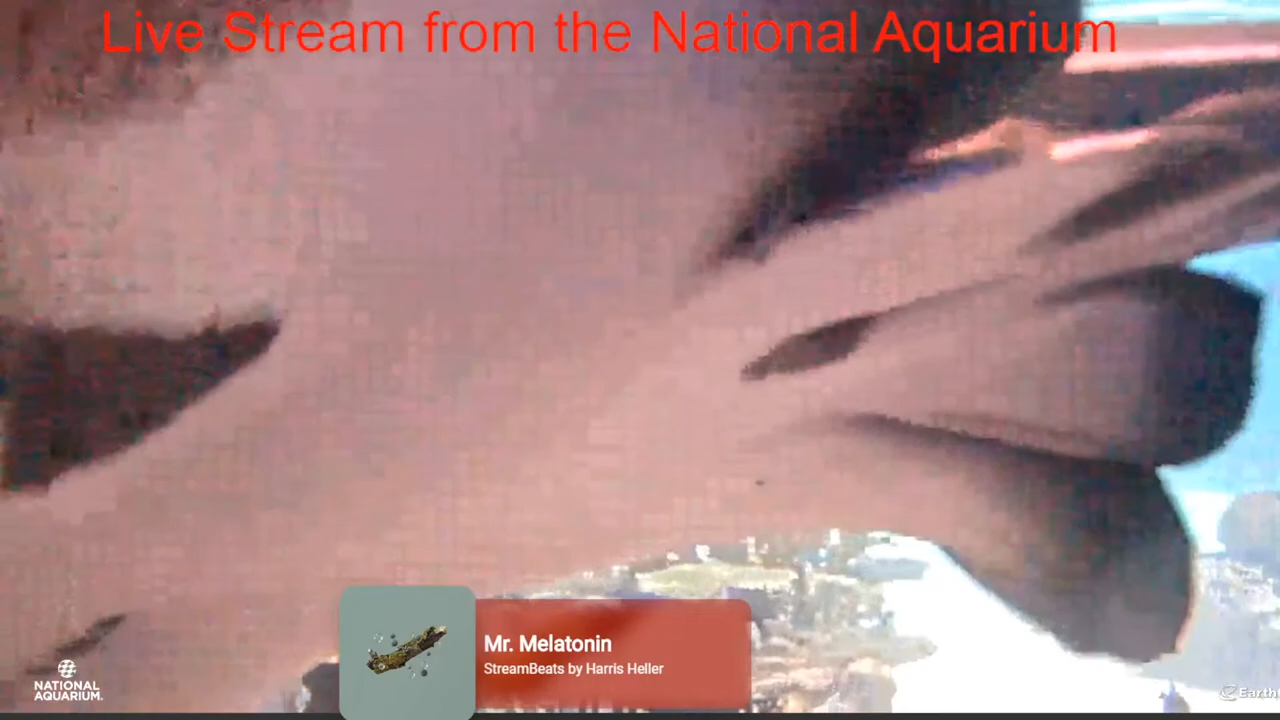 Live Stream from the National Aquarium
Mr. Melatonin
StreamBeats by Harris Heller
NATIONAL
AQUARIUM.
Earth